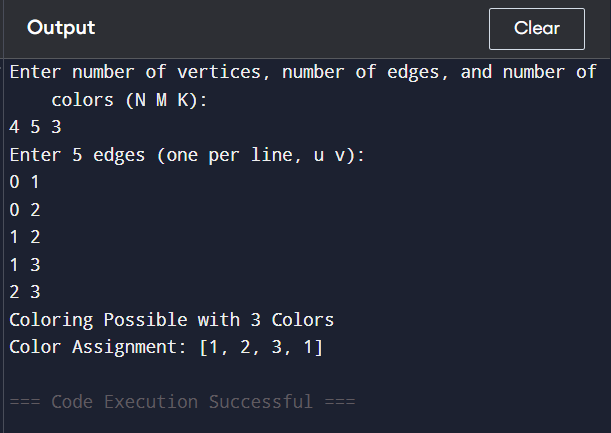 Output
Clear
Enter number of vertices, number of edges, and number of
colors (N M K):
4 5 3
Enter 5 edges (one per line, u v):
0 1
0 2
1 2
1 3
2 3
Coloring Possible with 3 Colors
Color Assignment: [1, 2, 3, 1]
=== Code Execution Successful ===